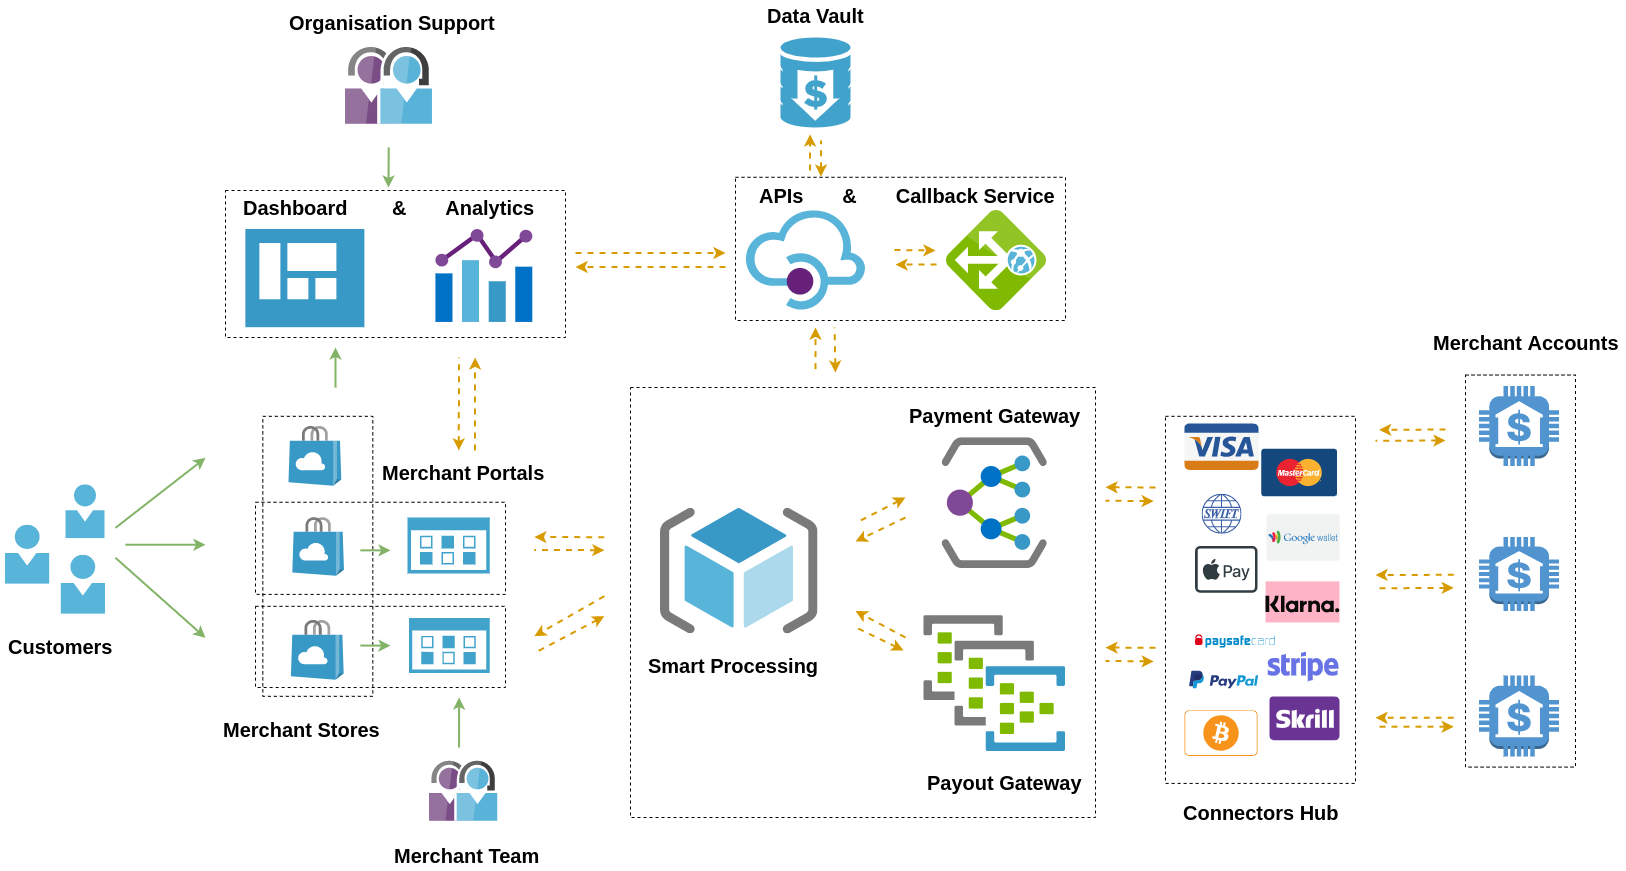 Organisation Support
Data Vault
Dashboard & Analytics
APIs & Callback Service
Merchant Accounts
Payment Gateway
VISA
MasterCard
Merchant Portals
SWIFT
Google wallet
Pay
Klarna.
Customers
paysafecard
Smart Processing
stripe
PayPal
Merchant Stores
Skrill
Payout Gateway
Connectors Hub
Merchant Team